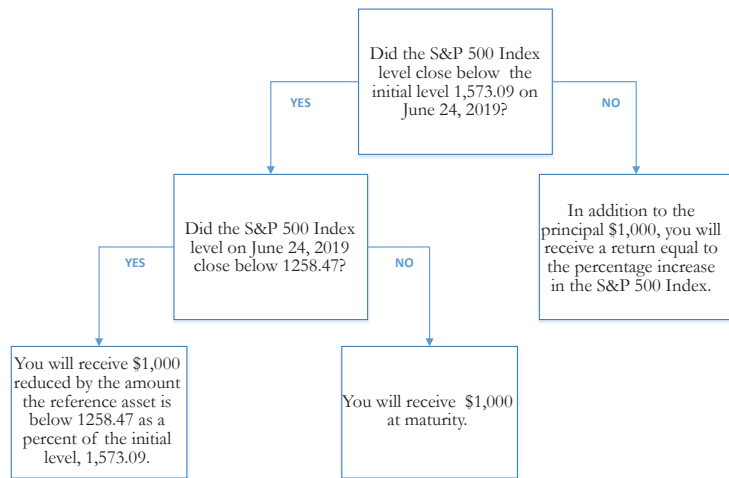 Did the S&P 500 Index
level close below the
initial level 1,573.09 on
June 24, 2019?
YES
NO
Did the S&P 500 Index
level on June 24, 2019
close below 1258.47?
In addition to the
principal $1,000, you will
receive a return equal to
the percentage increase
in the S&P 500 Index.
YES
NO
You will receive $1,000
reduced by the amount
the reference asset is
below 1258.47 as a
percent of the initial
level, 1,573.09.
You will receive $1,000
at maturity.